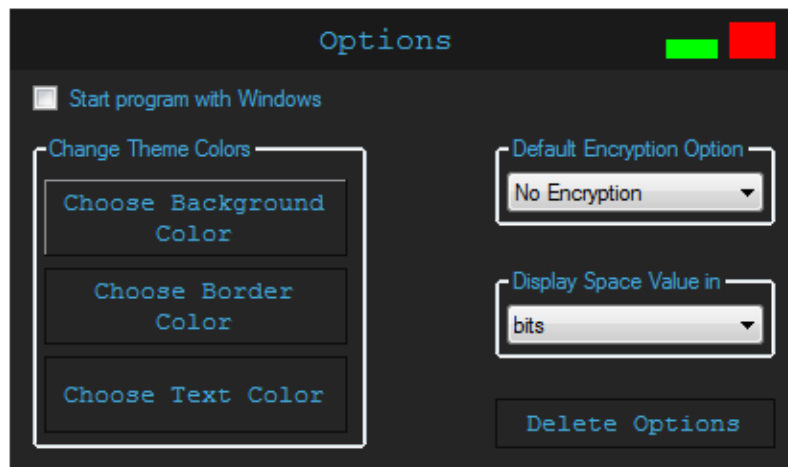 Options
Start program with Windows
Change Theme Colors
Choose Background
Color
Choose Border
Color
Choose Text Color
Default Encryption Option
No Encryption
Display Space Value in
bits
Delete Options